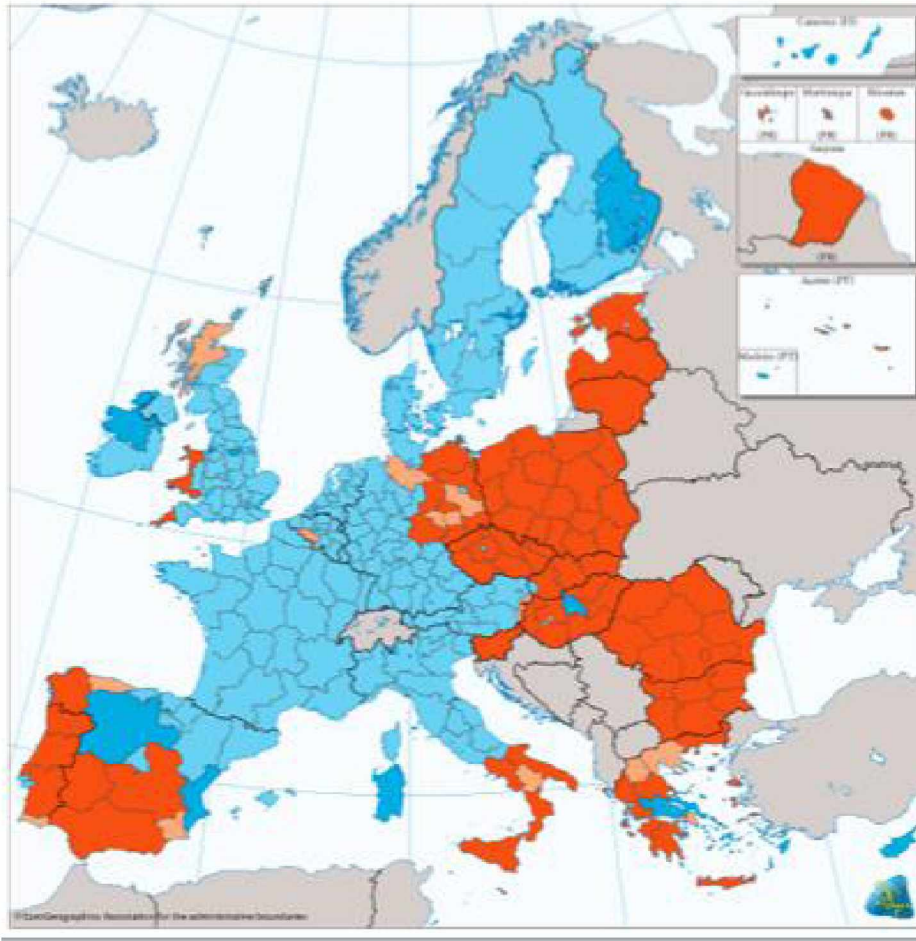 Canarias (ES)
Guadeloupe Martinique Réunion
(FR) (FR) (FR)
Guyane
(FR)
Açores (PT)
Madeira (PT)
© EuroGeographics Association for the administrative boundaries